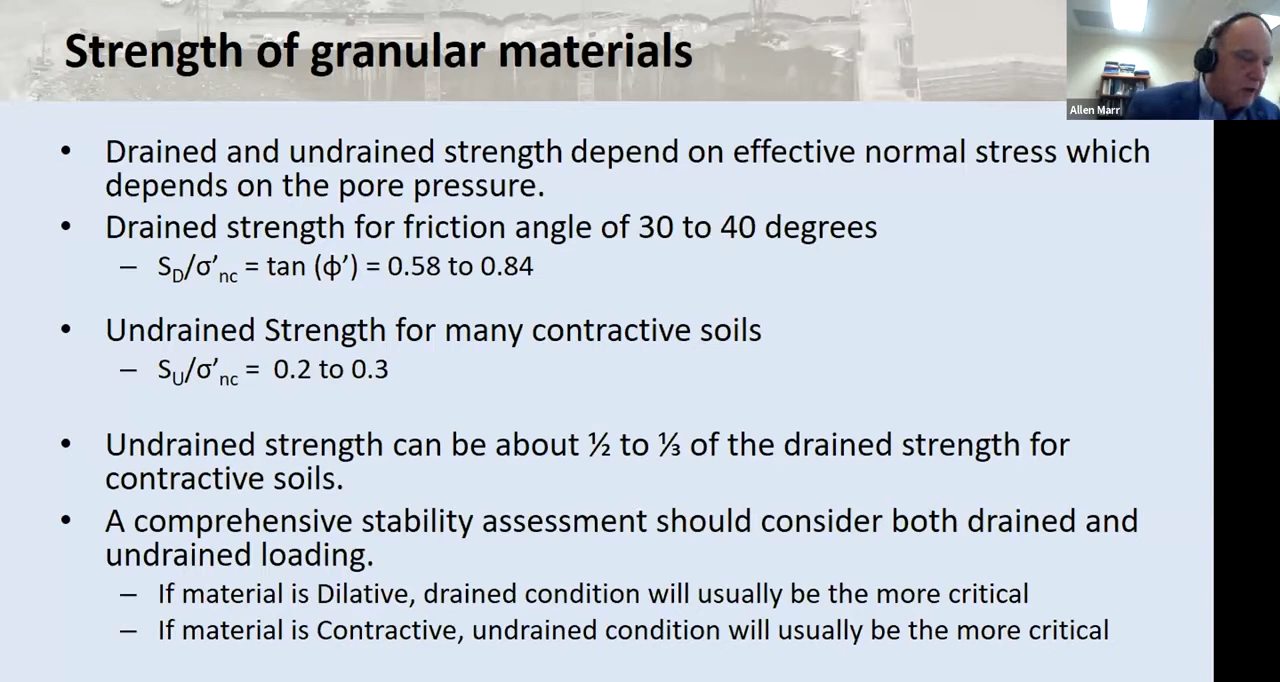 Strength of granular materials
Allen Marr
• Drained and undrained strength depend on effective normal stress which
depends on the pore pressure.
• Drained strength for friction angle of 30 to 40 degrees
– S_D/σ’_nc = tan (ϕ’) = 0.58 to 0.84
• Undrained Strength for many contractive soils
– S_U/σ’_nc = 0.2 to 0.3
• Undrained strength can be about ½ to ⅓ of the drained strength for
contractive soils.
• A comprehensive stability assessment should consider both drained and
undrained loading.
– If material is Dilative, drained condition will usually be the more critical
– If material is Contractive, undrained condition will usually be the more critical